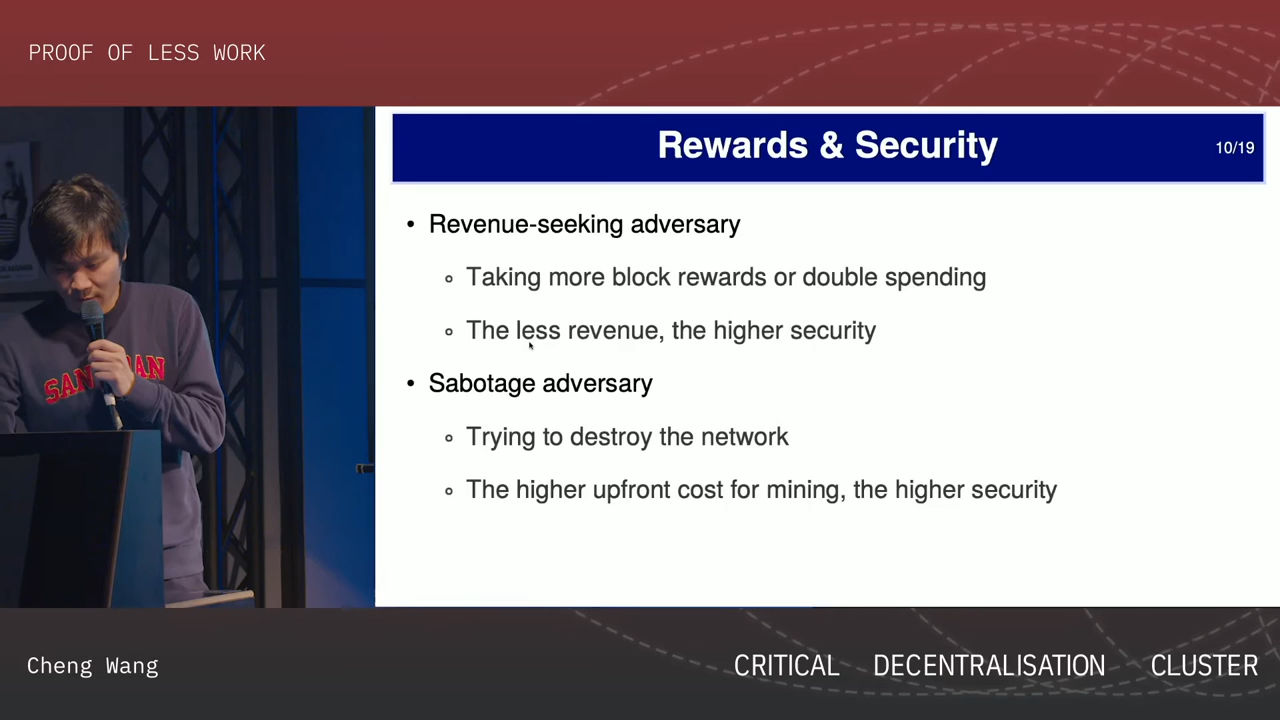 PROOF OF LESS WORK
Rewards & Security
10/19
• Revenue-seeking adversary
◦ Taking more block rewards or double spending
◦ The less revenue, the higher security
• Sabotage adversary
◦ Trying to destroy the network
◦ The higher upfront cost for mining, the higher security
Cheng Wang
CRITICAL DECENTRALISATION CLUSTER